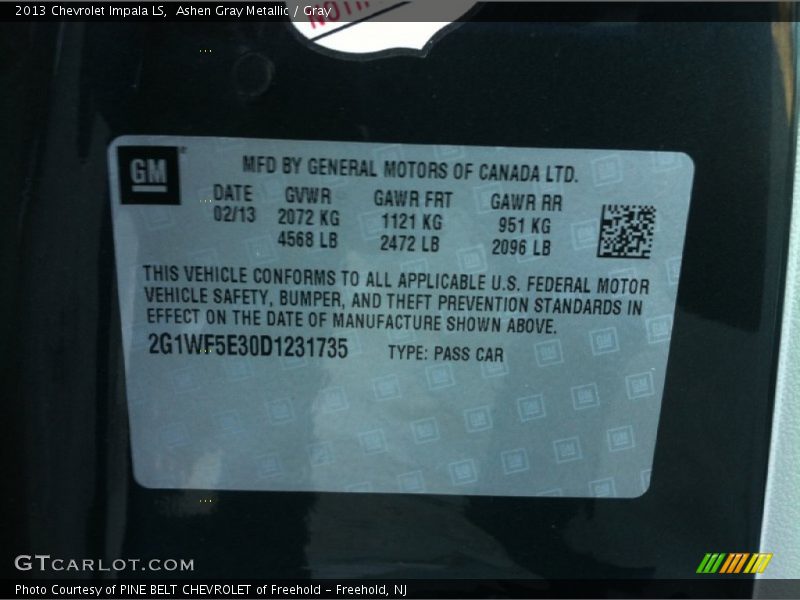 2013 Chevrolet Impala LS,  Ashen Gray Metallic / Gray
GM
MFD BY GENERAL MOTORS OF CANADA LTD.
DATE GVWR GAWR FRT GAWR RR
02/13 2072 KG 1121 KG 951 KG
4568 LB 2472 LB 2096 LB
THIS VEHICLE CONFORMS TO ALL APPLICABLE U.S. FEDERAL MOTOR
VEHICLE SAFETY, BUMPER, AND THEFT PREVENTION STANDARDS IN
EFFECT ON THE DATE OF MANUFACTURE SHOWN ABOVE.
2G1WF5E30D1231735 TYPE: PASS CAR
GTCARLOT.COM
Photo Courtesy of PINE BELT CHEVROLET of Freehold - Freehold, NJ